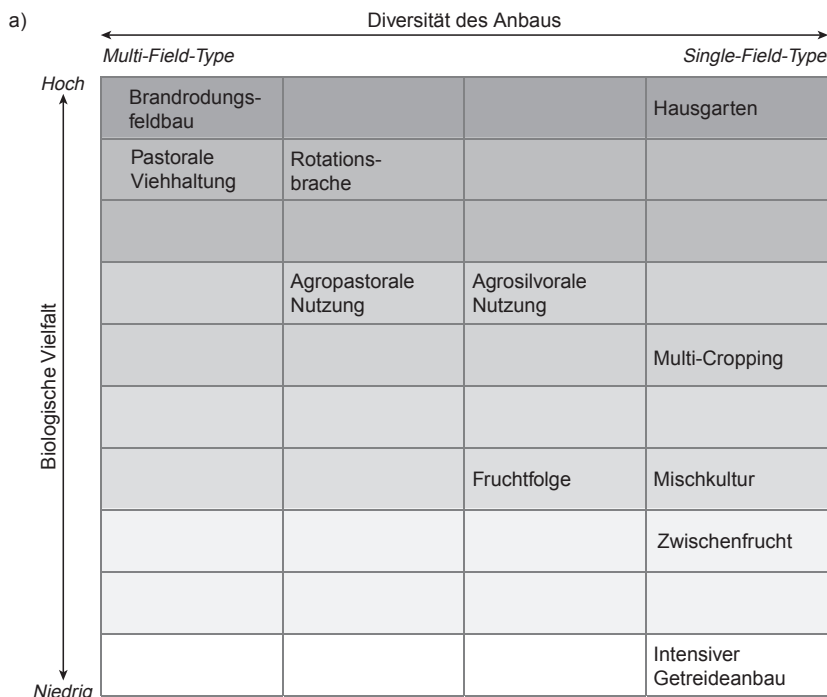 a)
Diversität des Anbaus
Multi-Field-Type
Single-Field-Type
Hoch
Biologische Vielfalt
Brandrodungs-
feldbau
Hausgarten
Pastorale
Viehhaltung
Rotations-
brache
Agropastorale
Nutzung
Agrosilvorale
Nutzung
Multi-Cropping
Fruchtfolge
Mischkultur
Zwischenfrucht
Intensiver
Getreideanbau
Niedrig